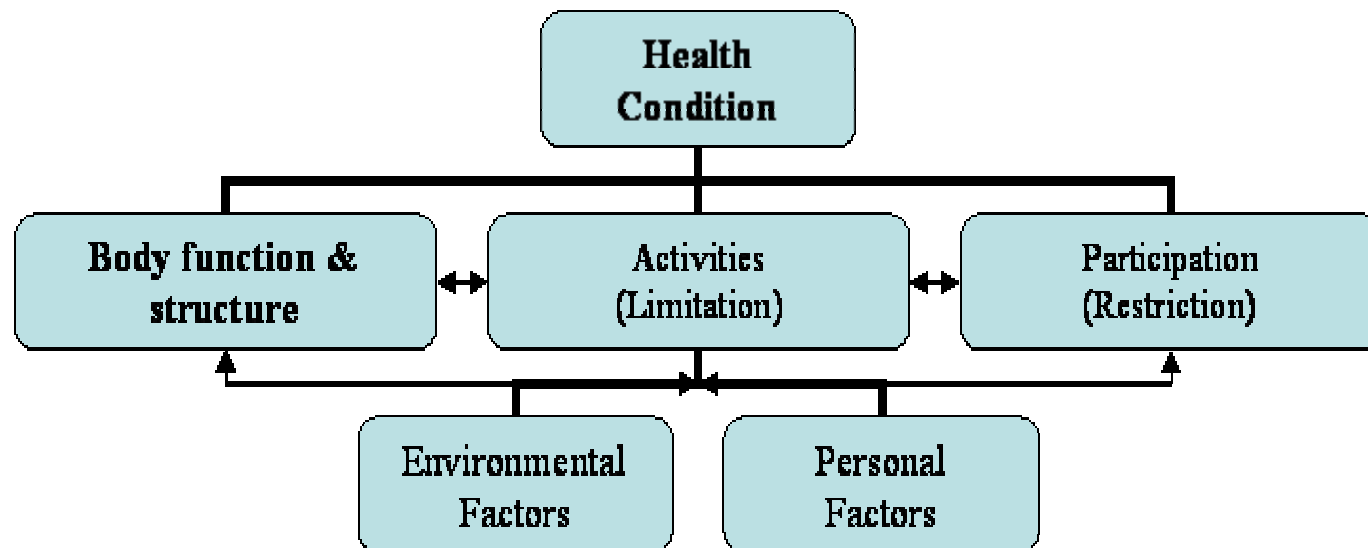 Health
Condition
Body function &
structure
Activities
(Limitation)
Participation
(Restriction)
Environmental
Factors
Personal
Factors